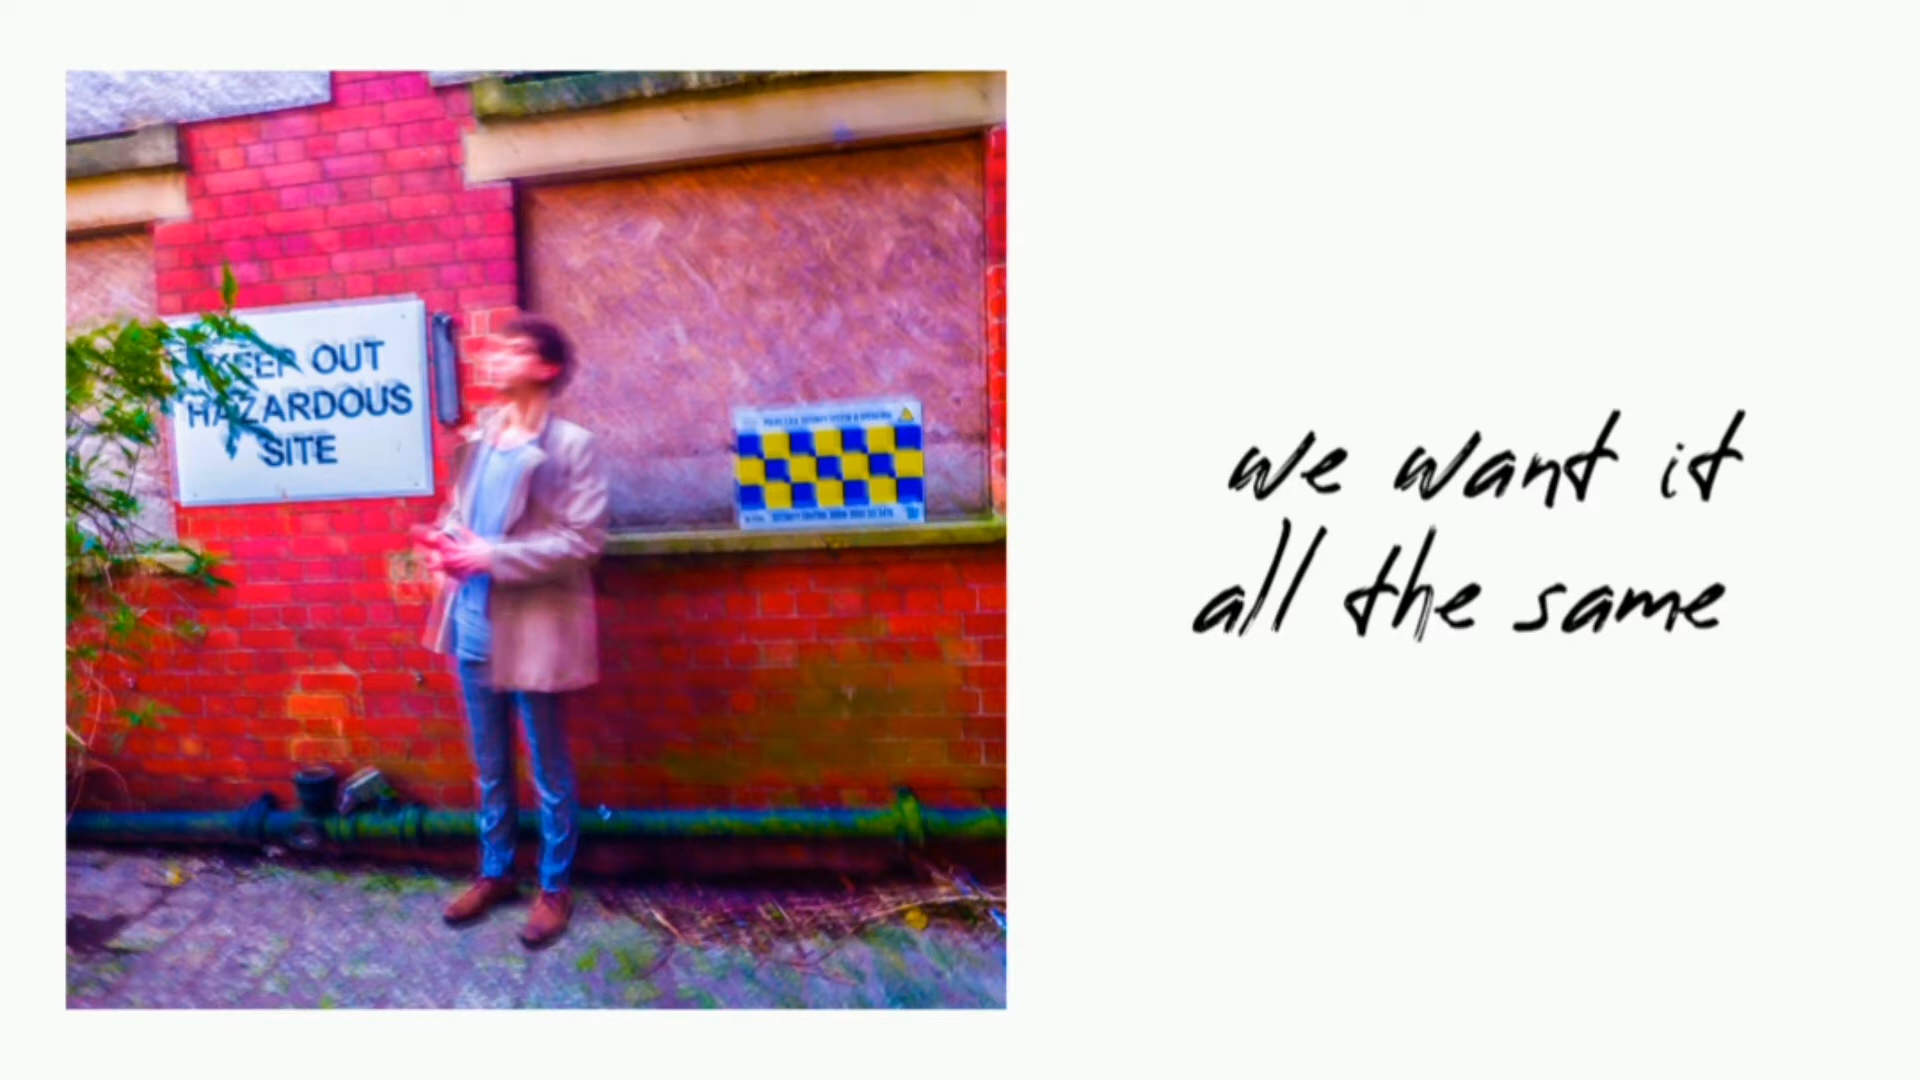 KEEP OUT
HAZARDOUS
SITE
we want it
all the same